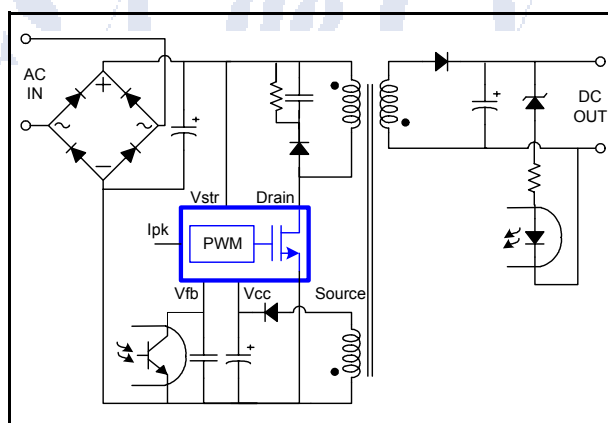 AC
IN
DC
OUT
Vstr
Drain
Ipk
PWM
Vfb
Vcc
Source